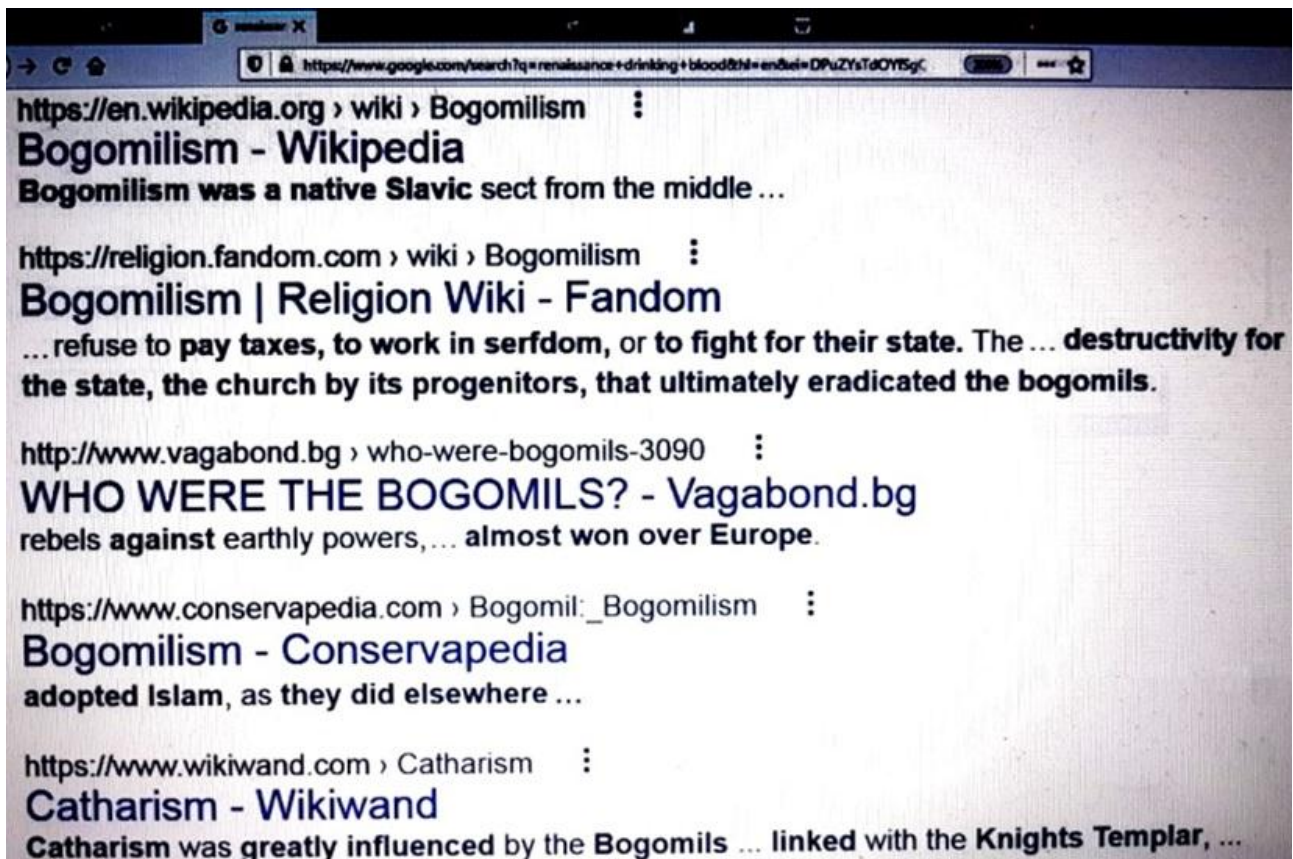 https://www.google.com/search?q=renaissance+drinking+blood&hl=en&ei=
https://en.wikipedia.org › wiki › Bogomilism
Bogomilism - Wikipedia
Bogomilism was a native Slavic sect from the middle ...
https://religion.fandom.com › wiki › Bogomilism
Bogomilism | Religion Wiki - Fandom
...refuse to pay taxes, to work in serfdom, or to fight for their state. The ... destructivity for
the state, the church by its progenitors, that ultimately eradicated the bogomils.
http://www.vagabond.bg › who-were-bogomils-3090
WHO WERE THE BOGOMILS? - Vagabond.bg
rebels against earthly powers,... almost won over Europe.
https://www.conservapedia.com › Bogomil:_Bogomilism
Bogomilism - Conservapedia
adopted Islam, as they did elsewhere ...
https://www.wikiwand.com › Catharism
Catharism - Wikiwand
Catharism was greatly influenced by the Bogomils ... linked with the Knights Templar, ...